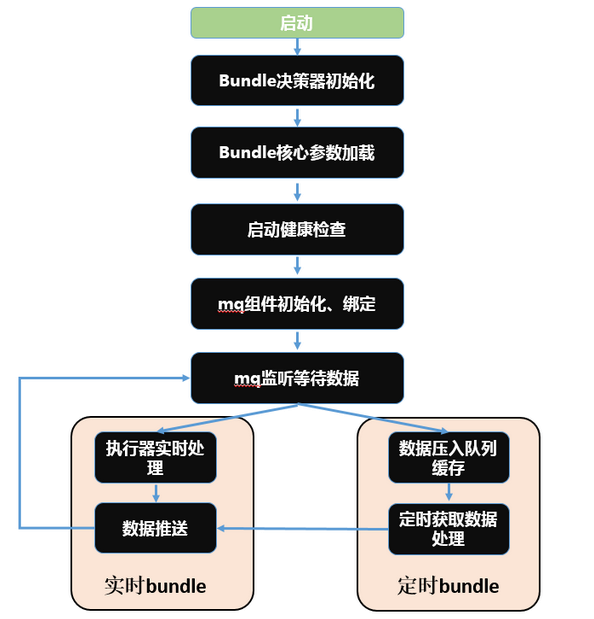 启动
Bundle决策器初始化
Bundle核心参数加载
启动健康检查
mq组件初始化、绑定
mq监听等待数据
执行器实时处
理
数据推送
实时bundle
数据压入队列
缓存
定时获取数据
处理
定时bundle